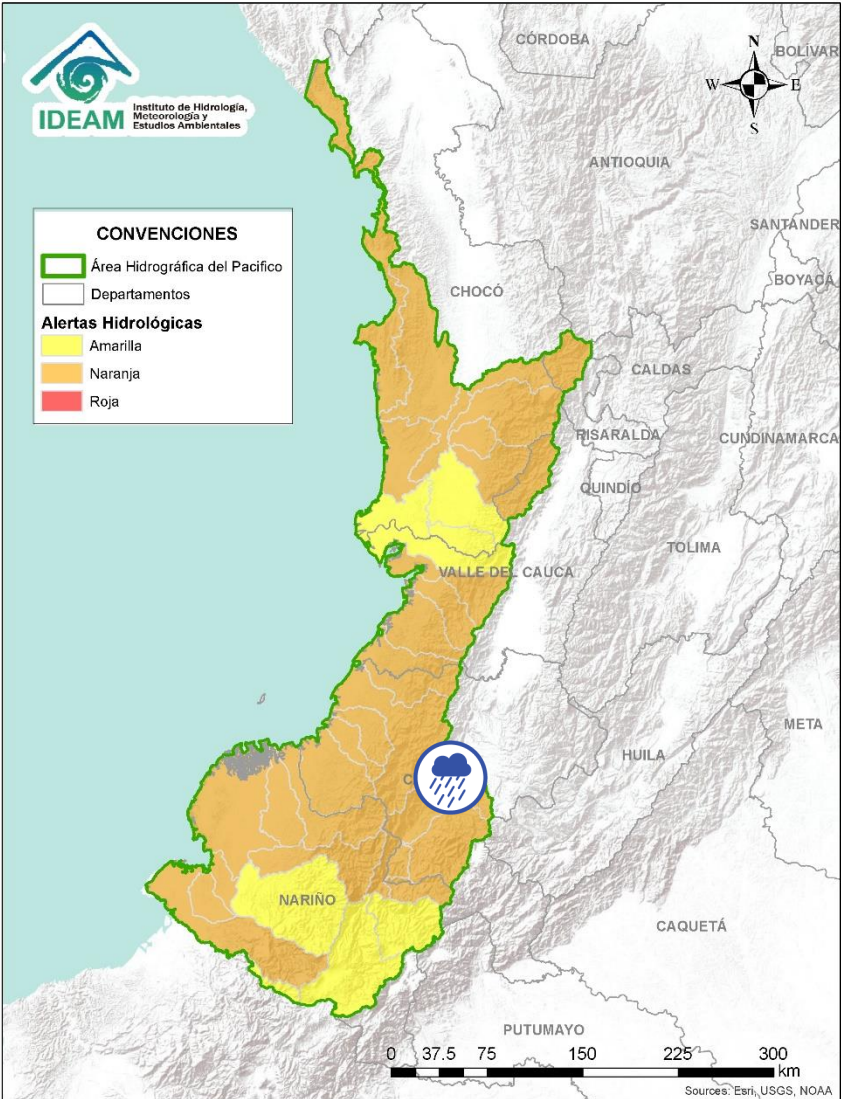 IDEAM
Instituto de Hidrología,
Meteorología y
Estudios Ambientales
N
W
E
S
CÓRDOBA
BOLÍVAR
ANTIOQUIA
SANTANDER
BOYACÁ
CONVENCIONES
Área Hidrográfica del Pacifico
Departamentos
Alertas Hidrológicas
Amarilla
Naranja
Roja
CHOCÓ
CALDAS
RISARALDA
CUNDINAMARCA
QUINDÍO
TOLIMA
VALLE DEL CAUCA
META
HUILA
C
NARIÑO
CAQUETÁ
PUTUMAYO
0 37.5 75 150 225 300
km
Sources: Esri, USGS, NOAA